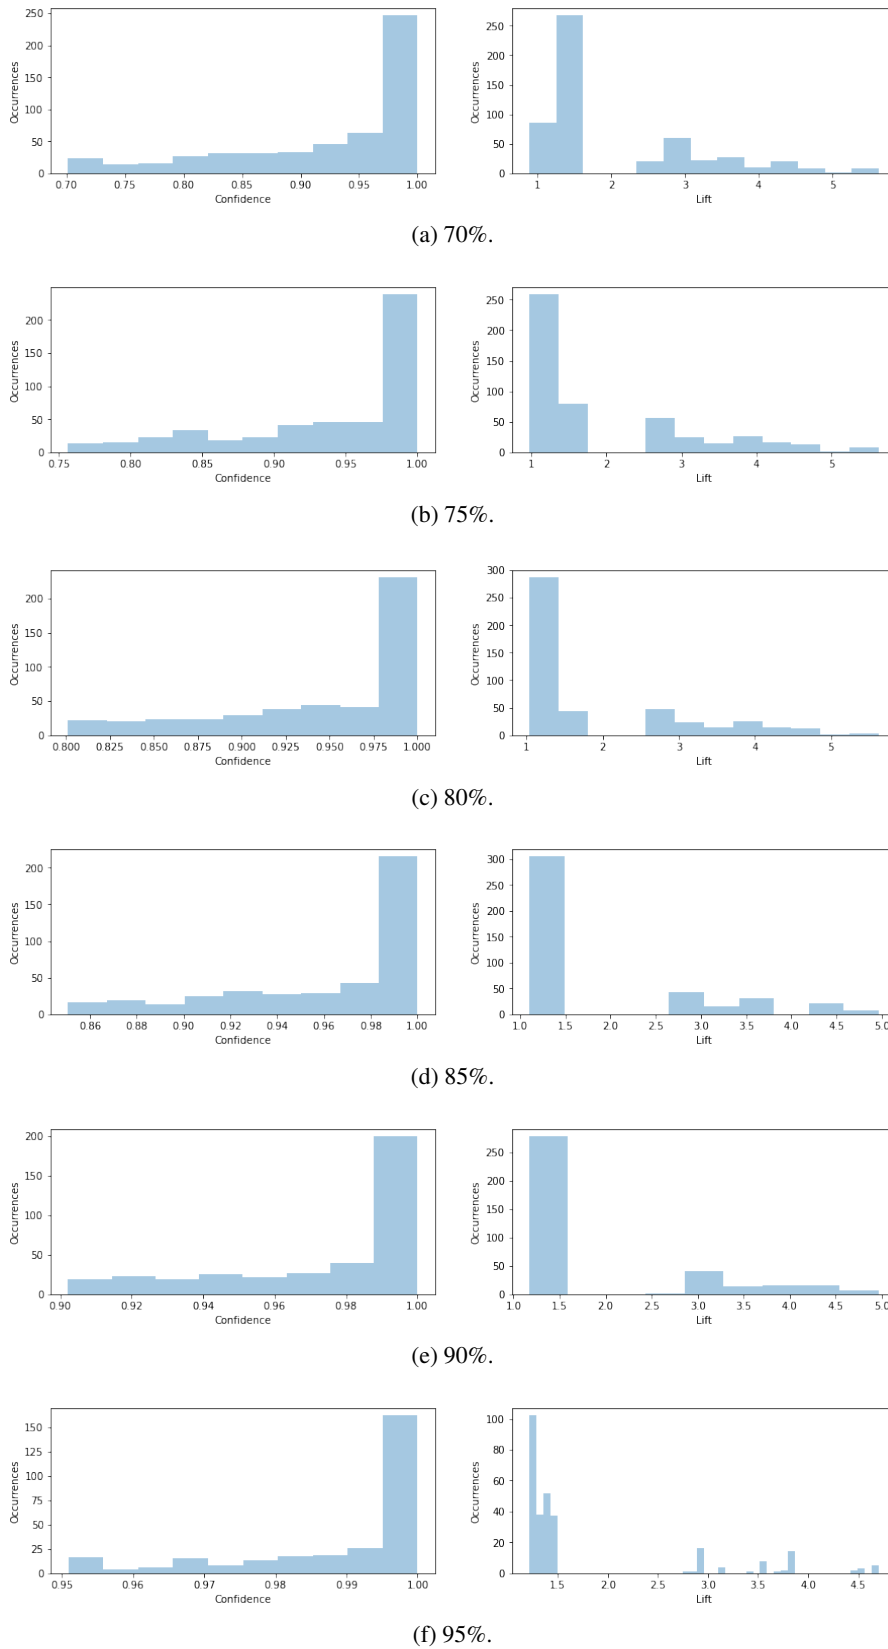 Occurrences
250
200
150
100
50
0
0.70 0.75 0.80 0.85 0.90 0.95 1.00
Confidence
Occurrences
250
200
150
100
50
0
1 2 3 4 5
Lift
(a) 70%.
Occurrences
200
150
100
50
0
0.75 0.80 0.85 0.90 0.95 1.00
Confidence
Occurrences
250
200
150
100
50
0
1 2 3 4 5
Lift
(b) 75%.
Occurrences
200
150
100
50
0
0.800 0.825 0.850 0.875 0.900 0.925 0.950 0.975 1.000
Confidence
Occurrences
300
250
200
150
100
50
0
1 2 3 4 5
Lift
(c) 80%.
Occurrences
200
150
100
50
0
0.86 0.88 0.90 0.92 0.94 0.96 0.98 1.00
Confidence
Occurrences
300
250
200
150
100
50
0
1.0 1.5 2.0 2.5 3.0 3.5 4.0 4.5 5.0
Lift
(d) 85%.
Occurrences
200
150
100
50
0
0.90 0.92 0.94 0.96 0.98 1.00
Confidence
Occurrences
250
200
150
100
50
0
1.0 1.5 2.0 2.5 3.0 3.5 4.0 4.5 5.0
Lift
(e) 90%.
Occurrences
150
125
100
75
50
25
0
0.95 0.96 0.97 0.98 0.99 1.00
Confidence
Occurrences
100
80
60
40
20
0
1.5 2.0 2.5 3.0 3.5 4.0 4.5
Lift
(f) 95%.